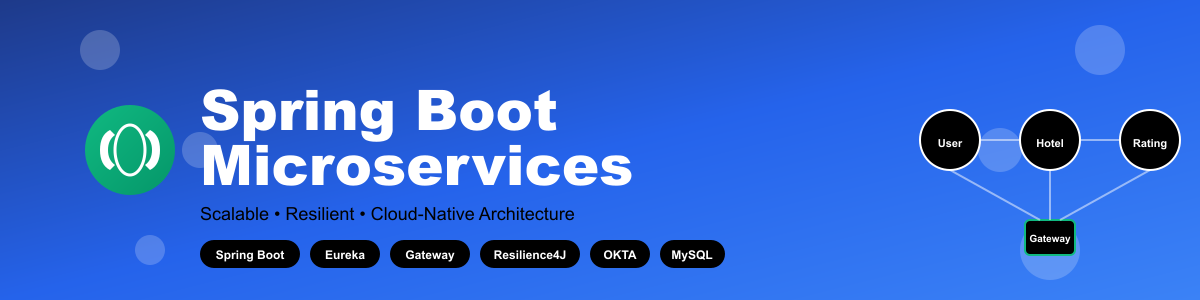 Spring Boot
Microservices
Scalable • Resilient • Cloud-Native Architecture
Spring Boot Eureka Gateway Resilience4J OKTA MySQL
User Hotel Rating
Gateway